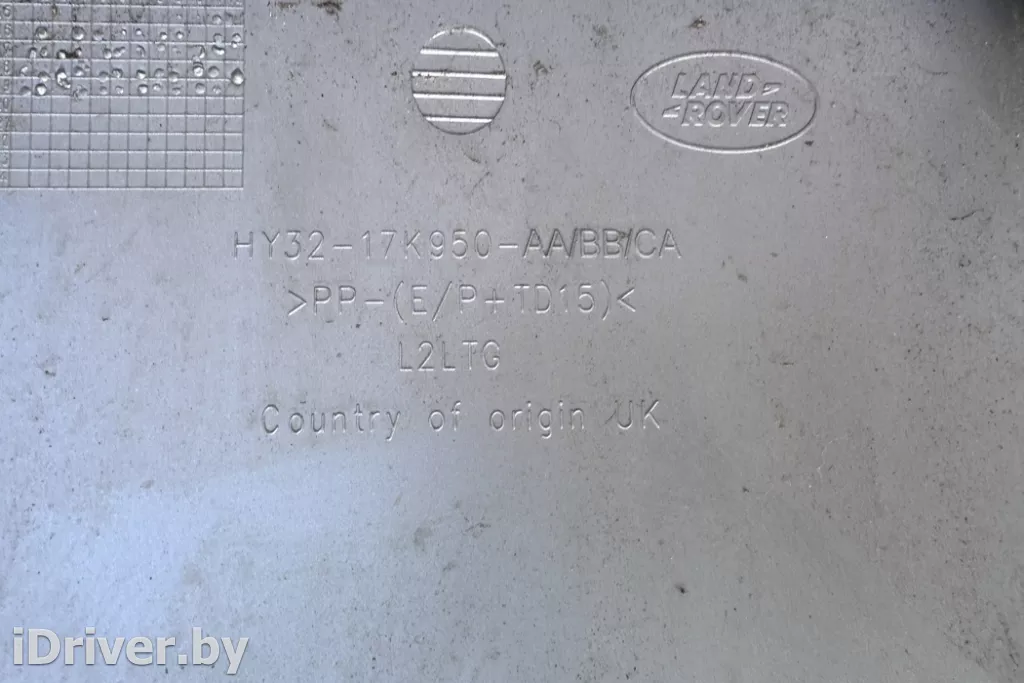 LAND
ROVER
HY32-17K950-AA/BB/CA
>PP-(E/P+TD15)<
L2LTG
Country of origin UK
iDriver.by